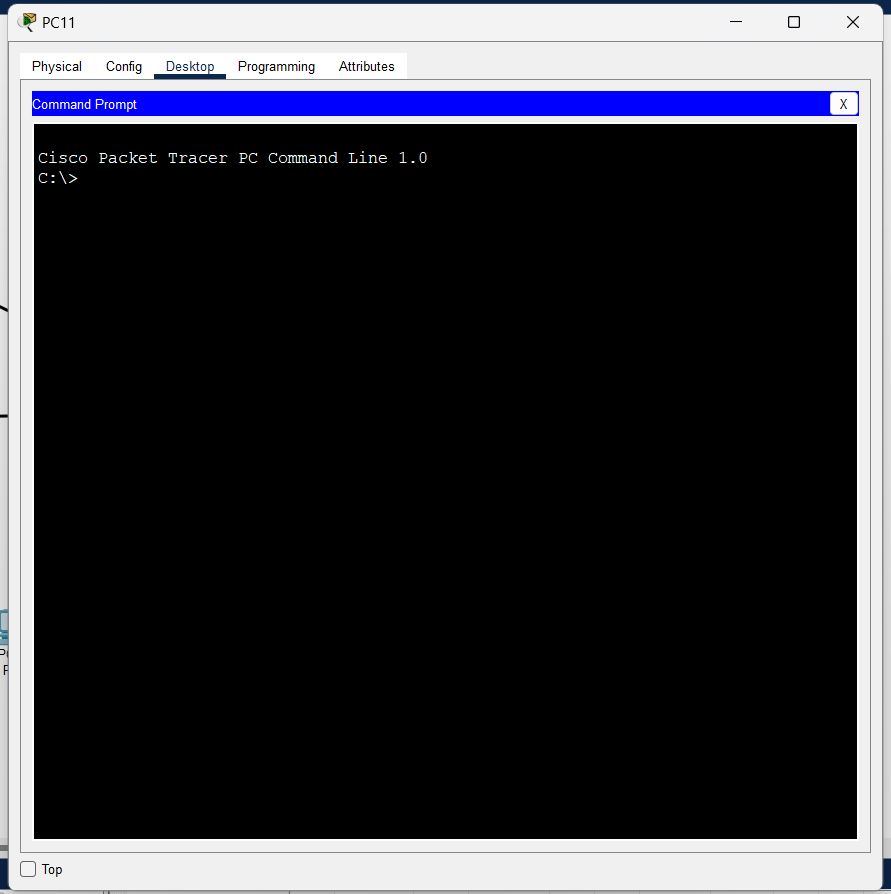 PC11
Physical Config Desktop Programming Attributes
Command Prompt X
Cisco Packet Tracer PC Command Line 1.0
C:\>
Top